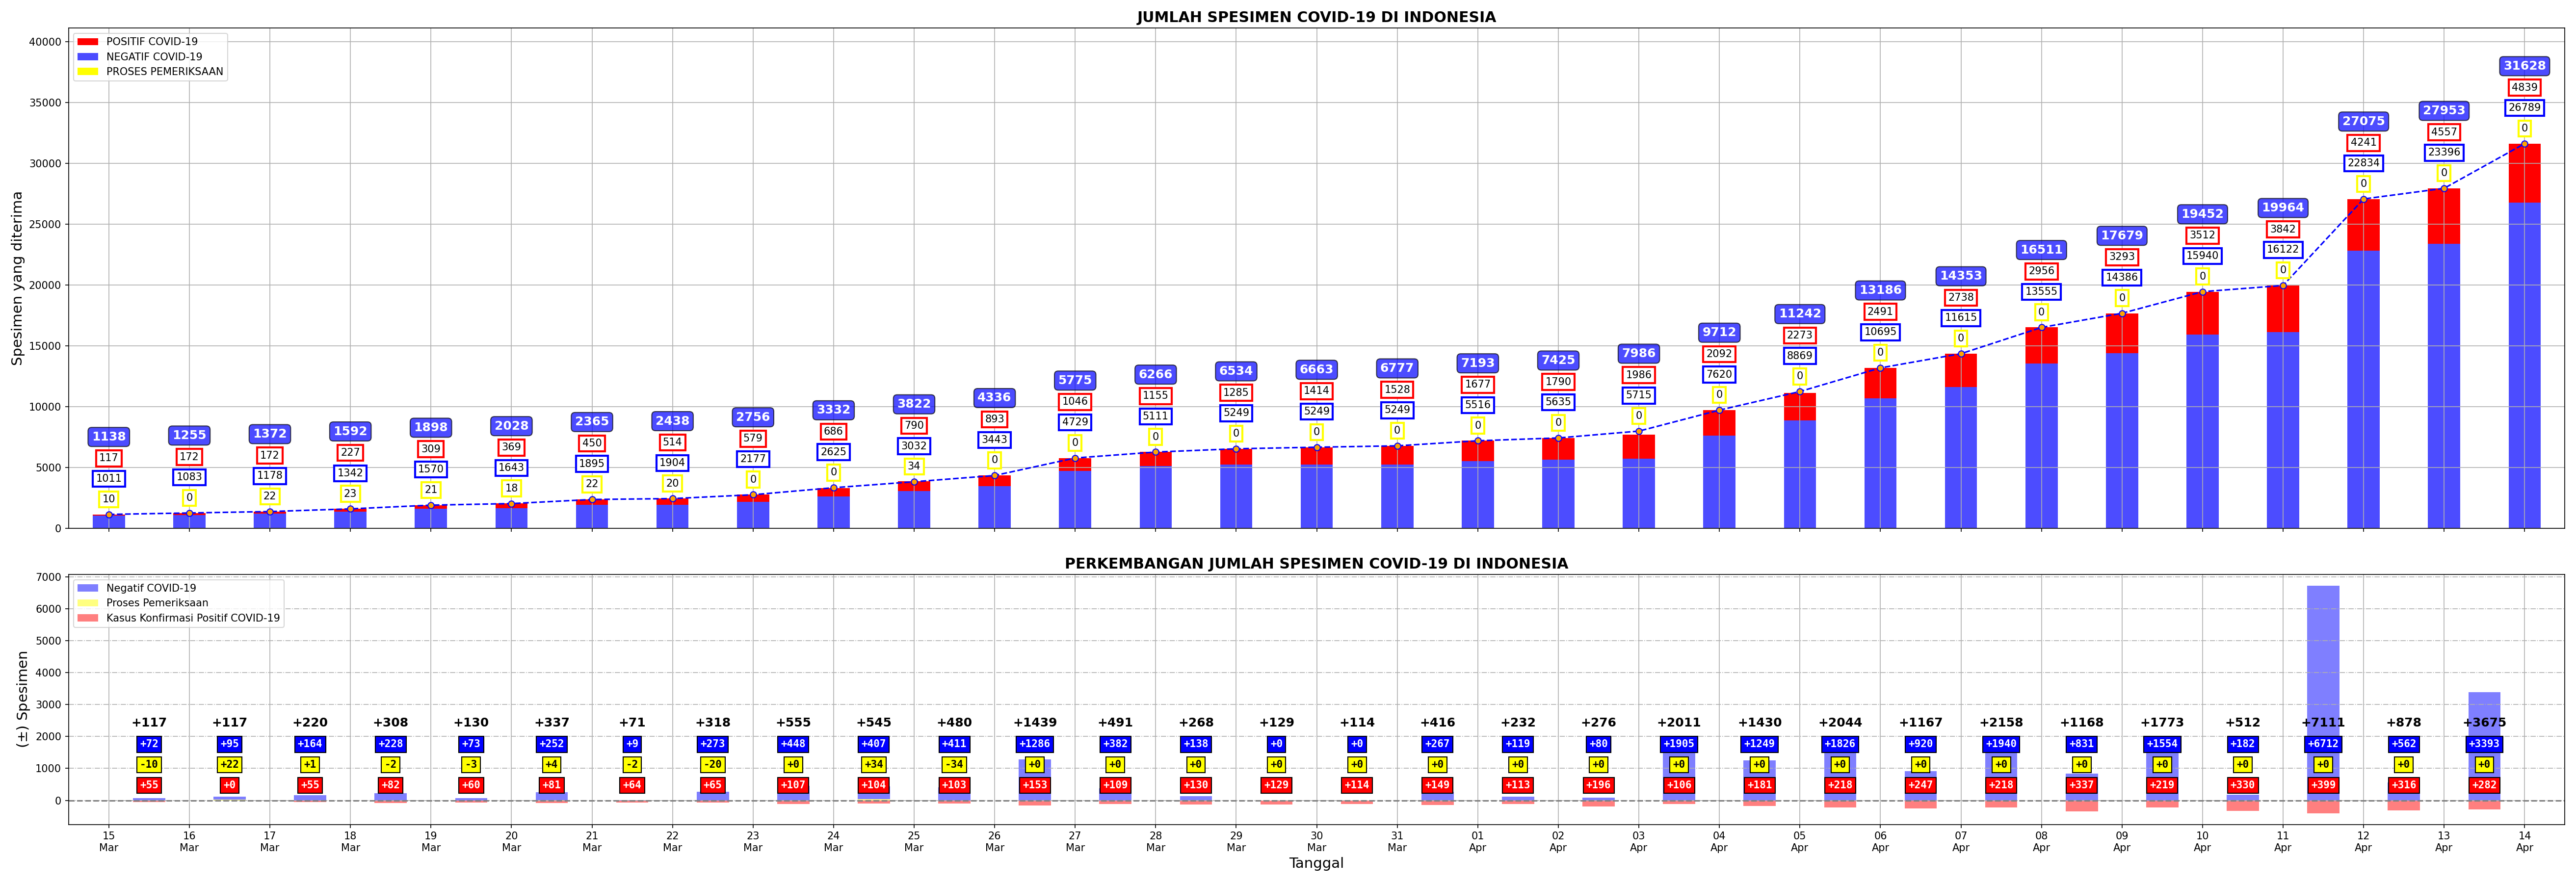 JUMLAH SPESIMEN COVID-19 DI INDONESIA
POSITIF COVID-19
NEGATIF COVID-19
PROSES PEMERIKSAAN
Spesimen yang diterima
40000
35000
30000
25000
20000
15000
10000
5000
0
1138 1255 1372 1592 1898 2028 2365 2438 2756 3332 3822 4336 5775 6266 6534 6663 6777 7193 7425 7986 9712 11242 13186 14353 16511 17679 19452 19964 27075 27953 31628
117 172 172 227 309 369 450 514 579 686 790 893 1046 1155 1285 1414 1528 1677 1790 1986 2092 2273 2491 2738 2956 3293 3512 3842 4241 4557 4839
1011 1083 1178 1342 1570 1643 1895 1904 2177 2625 3032 3443 4729 5111 5249 5249 5249 5516 5635 5715 7620 8869 10695 11615 13555 14386 15940 16122 22834 23396 26789
10 0 22 23 21 18 22 20 0 0 34 0 0 0 0 0 0 0 0 0 0 0 0 0 0 0 0 0 0 0 0
PERKEMBANGAN JUMLAH SPESIMEN COVID-19 DI INDONESIA
Negatif COVID-19
Proses Pemeriksaan
Kasus Konfirmasi Positif COVID-19
(±) Spesimen
7000
6000
5000
4000
3000
2000
1000
0
+117 +117 +220 +308 +130 +337 +71 +318 +555 +545 +480 +1439 +491 +268 +129 +114 +416 +232 +276 +2011 +1430 +2044 +1167 +2158 +1168 +1773 +512 +7111 +878 +3675
+72 +95 +164 +228 +73 +252 +9 +273 +448 +407 +411 +1286 +382 +138 +0 +0 +267 +119 +80 +1905 +1249 +1826 +920 +1940 +831 +1554 +182 +6712 +562 +3393
-10 +22 +1 -2 -3 +4 -2 -20 +0 +34 -34 +0 +0 +0 +0 +0 +0 +0 +0 +0 +0 +0 +0 +0 +0 +0 +0 +0 +0 +0
+55 +0 +55 +82 +60 +81 +64 +65 +107 +104 +103 +153 +109 +130 +129 +114 +149 +113 +196 +106 +181 +218 +247 +218 +337 +219 +330 +399 +316 +282
15 16 17 18 19 20 21 22 23 24 25 26 27 28 29 30 31 01 02 03 04 05 06 07 08 09 10 11 12 13 14
Mar Mar Mar Mar Mar Mar Mar Mar Mar Mar Mar Mar Mar Mar Mar Mar Mar Apr Apr Apr Apr Apr Apr Apr Apr Apr Apr Apr Apr Apr Apr
Tanggal